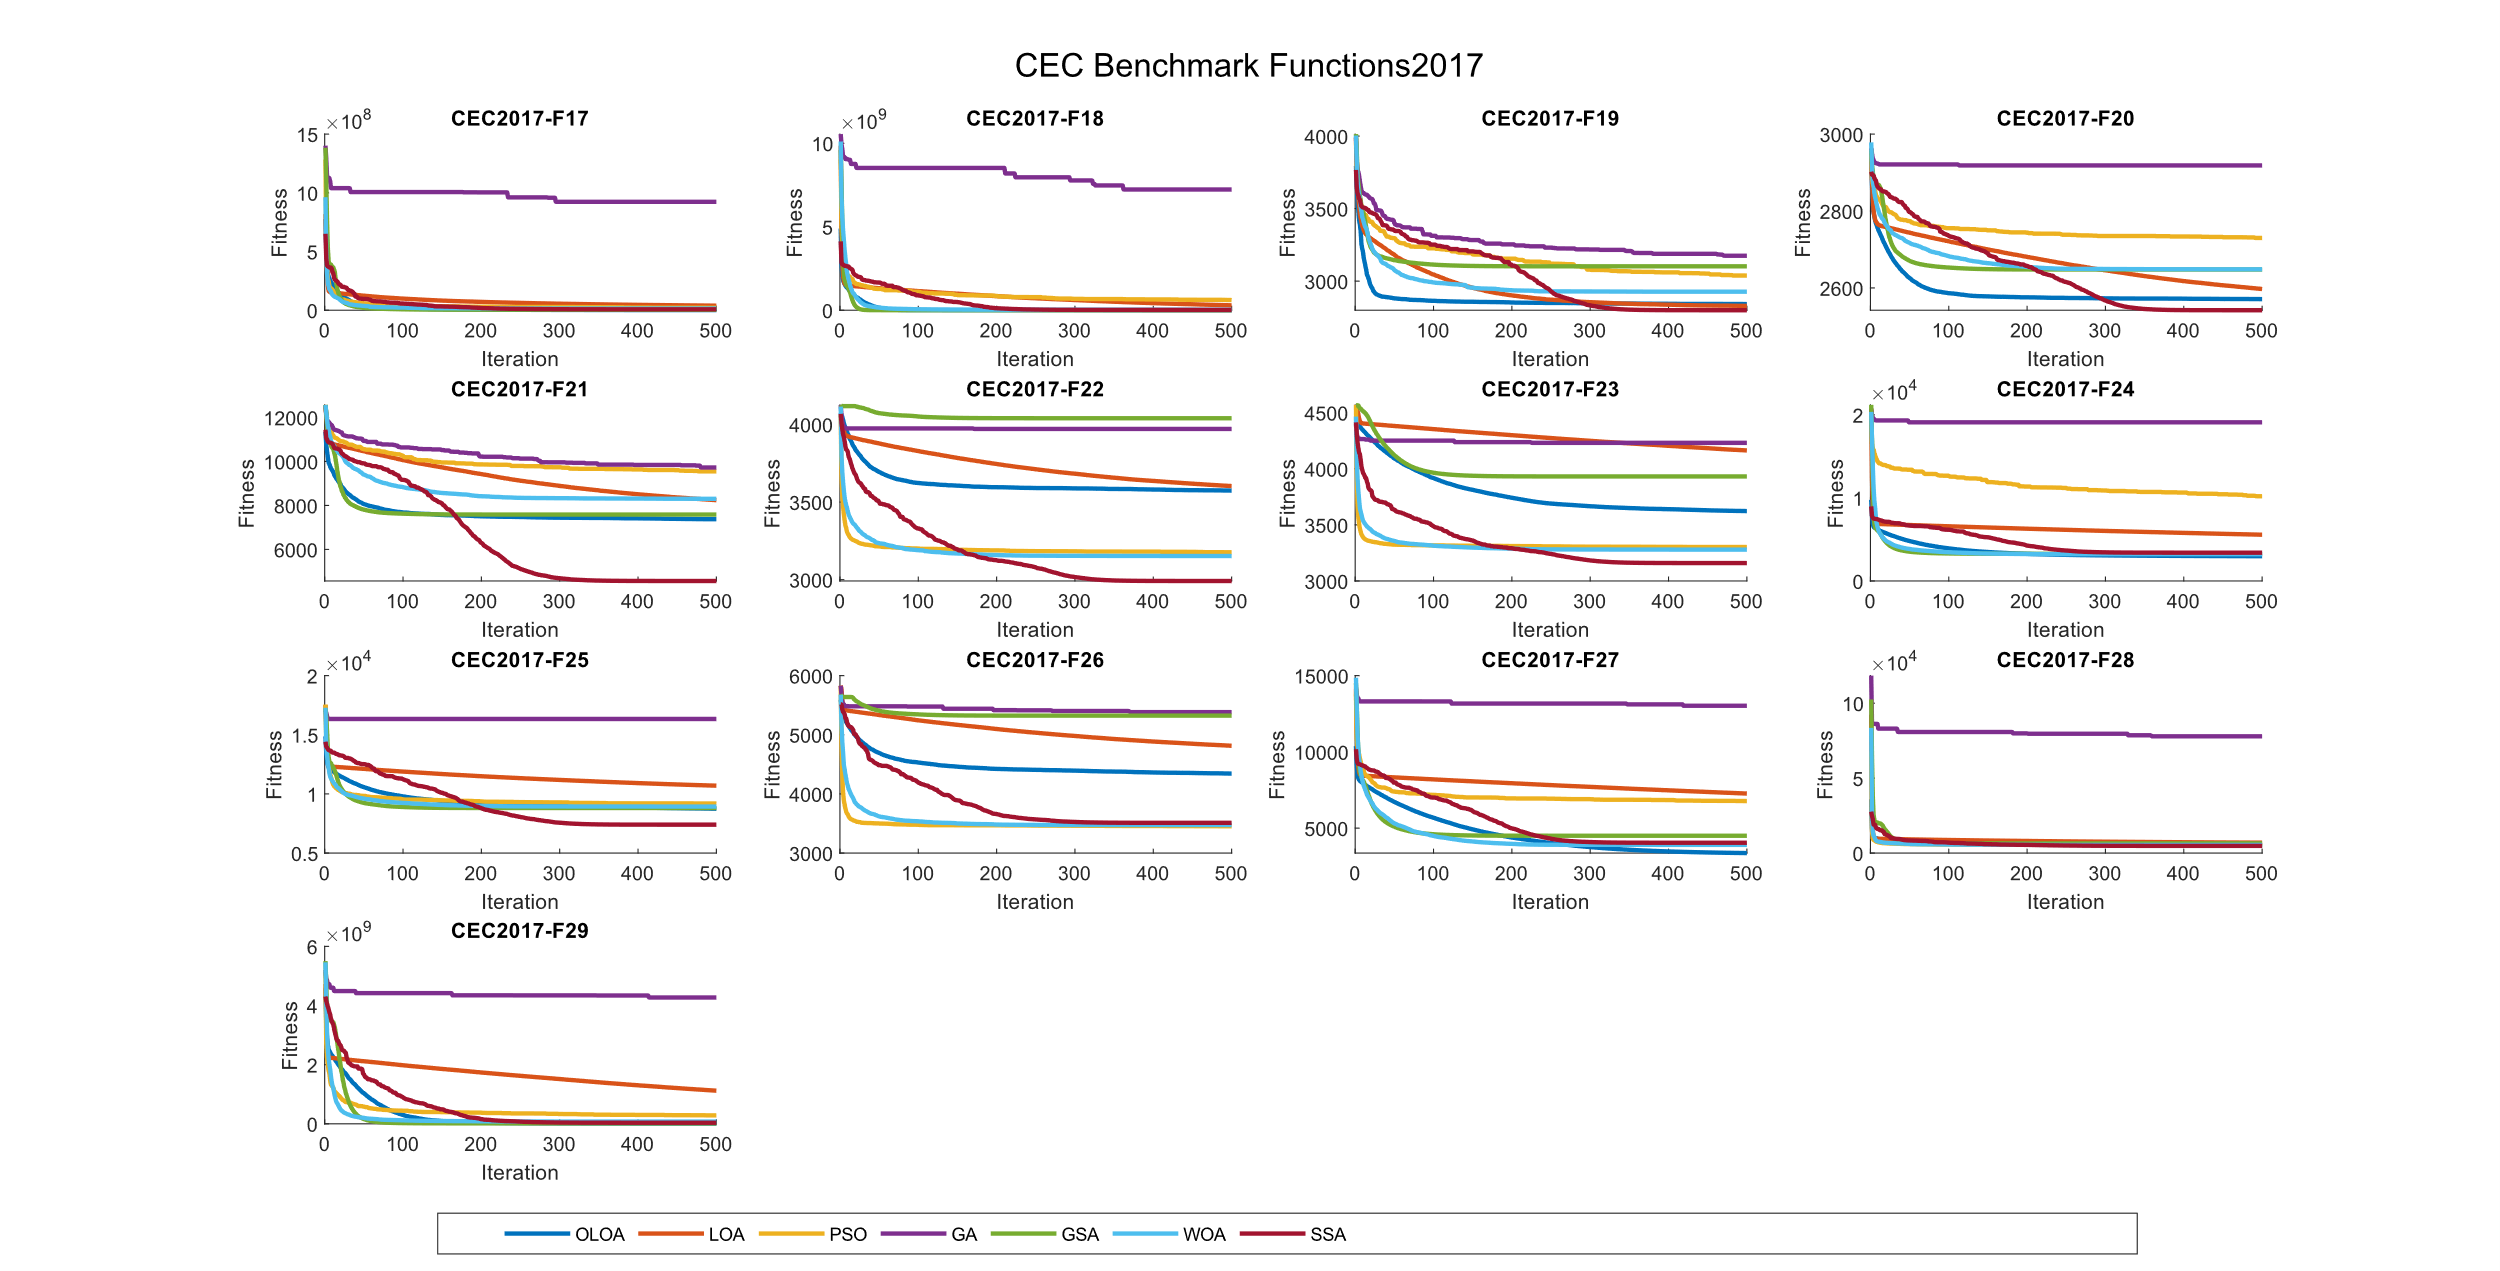 CEC Benchmark Functions2017
CEC2017-F17
×10^8
15
10
5
0
Fitness
0 100 200 300 400 500
Iteration
CEC2017-F18
×10^9
10
5
0
Fitness
0 100 200 300 400 500
Iteration
CEC2017-F19
4000
3500
3000
Fitness
0 100 200 300 400 500
Iteration
CEC2017-F20
3000
2800
2600
Fitness
0 100 200 300 400 500
Iteration
CEC2017-F21
12000
10000
8000
6000
Fitness
0 100 200 300 400 500
Iteration
CEC2017-F22
4000
3500
3000
Fitness
0 100 200 300 400 500
Iteration
CEC2017-F23
4500
4000
3500
3000
Fitness
0 100 200 300 400 500
Iteration
CEC2017-F24
×10^4
2
1
0
Fitness
0 100 200 300 400 500
Iteration
CEC2017-F25
×10^4
2
1.5
1
0.5
Fitness
0 100 200 300 400 500
Iteration
CEC2017-F26
6000
5000
4000
3000
Fitness
0 100 200 300 400 500
Iteration
CEC2017-F27
15000
10000
5000
Fitness
0 100 200 300 400 500
Iteration
CEC2017-F28
×10^4
10
5
0
Fitness
0 100 200 300 400 500
Iteration
CEC2017-F29
×10^9
6
4
2
0
Fitness
0 100 200 300 400 500
Iteration
OLOA LOA PSO GA GSA WOA SSA